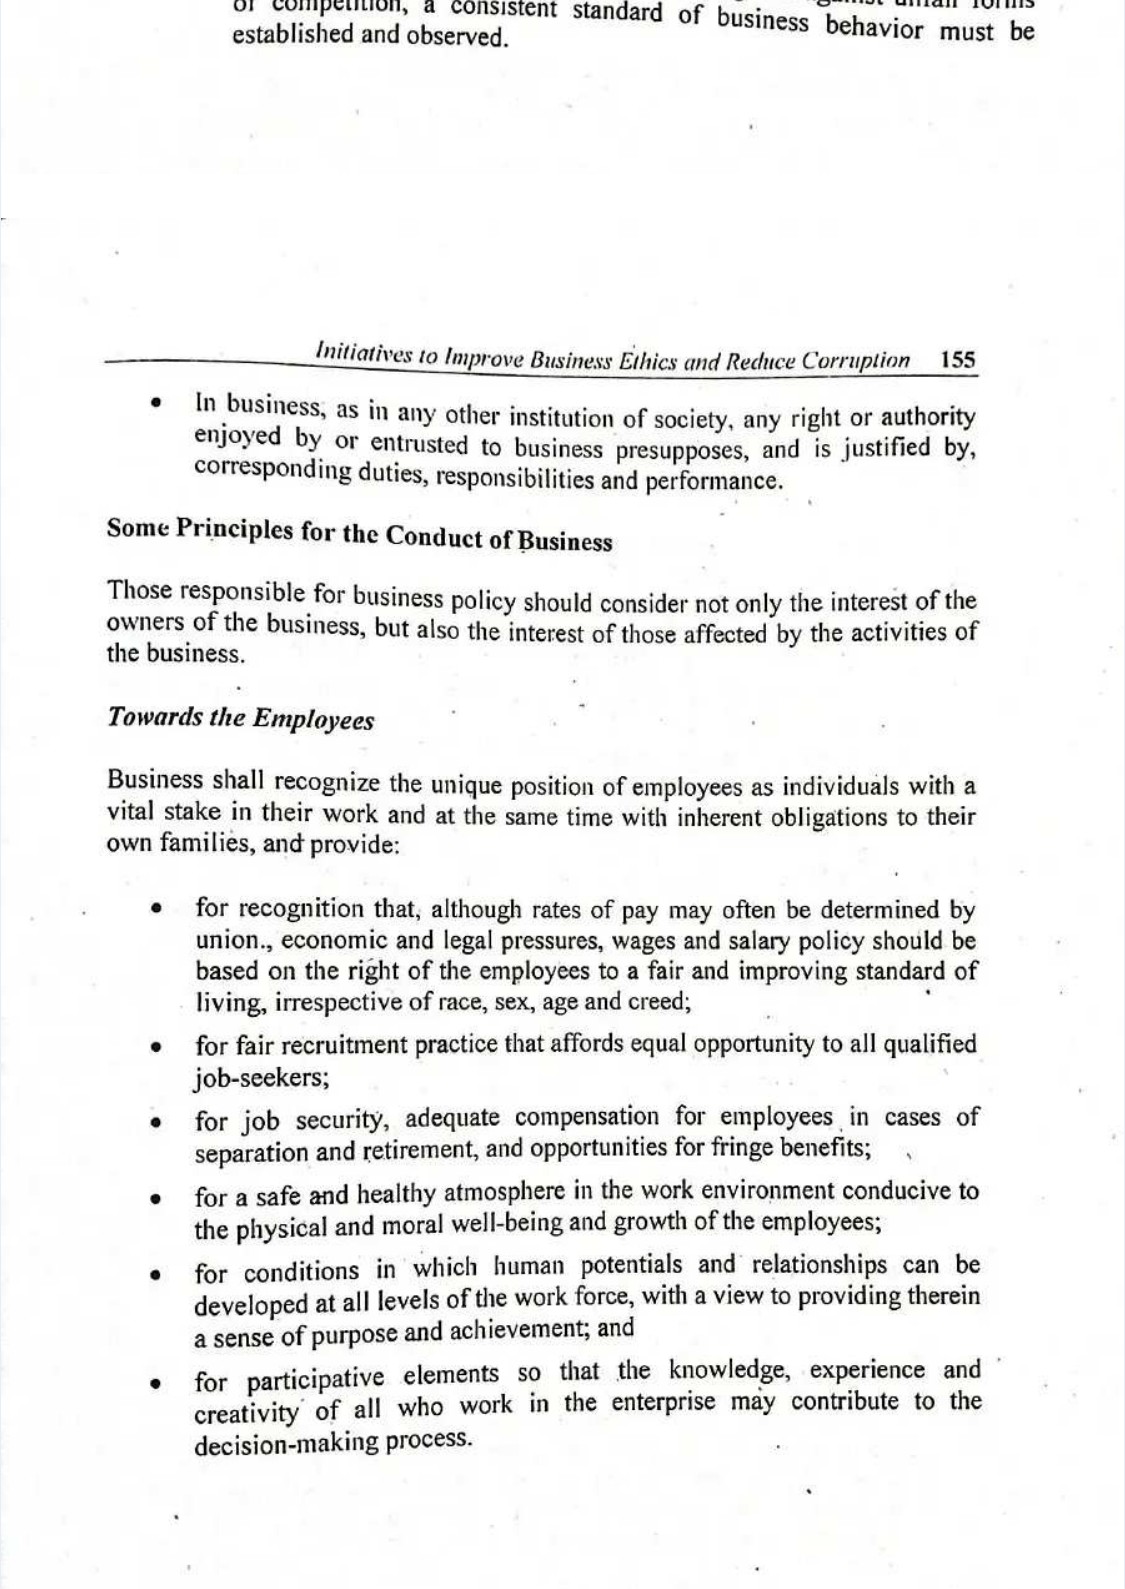 of competition, a consistent standard of business behavior must be
established and observed.
Initiatives to Improve Business Ethics and Reduce Corruption 155
• In business, as in any other institution of society, any right or authority
enjoyed by or entrusted to business presupposes, and is justified by,
corresponding duties, responsibilities and performance.
Some Principles for the Conduct of Business
Those responsible for business policy should consider not only the interest of the
owners of the business, but also the interest of those affected by the activities of
the business.
Towards the Employees
Business shall recognize the unique position of employees as individuals with a
vital stake in their work and at the same time with inherent obligations to their
own families, and provide:
• for recognition that, although rates of pay may often be determined by
union., economic and legal pressures, wages and salary policy should be
based on the right of the employees to a fair and improving standard of
living, irrespective of race, sex, age and creed;
• for fair recruitment practice that affords equal opportunity to all qualified
job-seekers;
• for job security, adequate compensation for employees in cases of
separation and retirement, and opportunities for fringe benefits;
• for a safe and healthy atmosphere in the work environment conducive to
the physical and moral well-being and growth of the employees;
• for conditions in which human potentials and relationships can be
developed at all levels of the work force, with a view to providing therein
a sense of purpose and achievement; and
• for participative elements so that the knowledge, experience and
creativity of all who work in the enterprise may contribute to the
decision-making process.